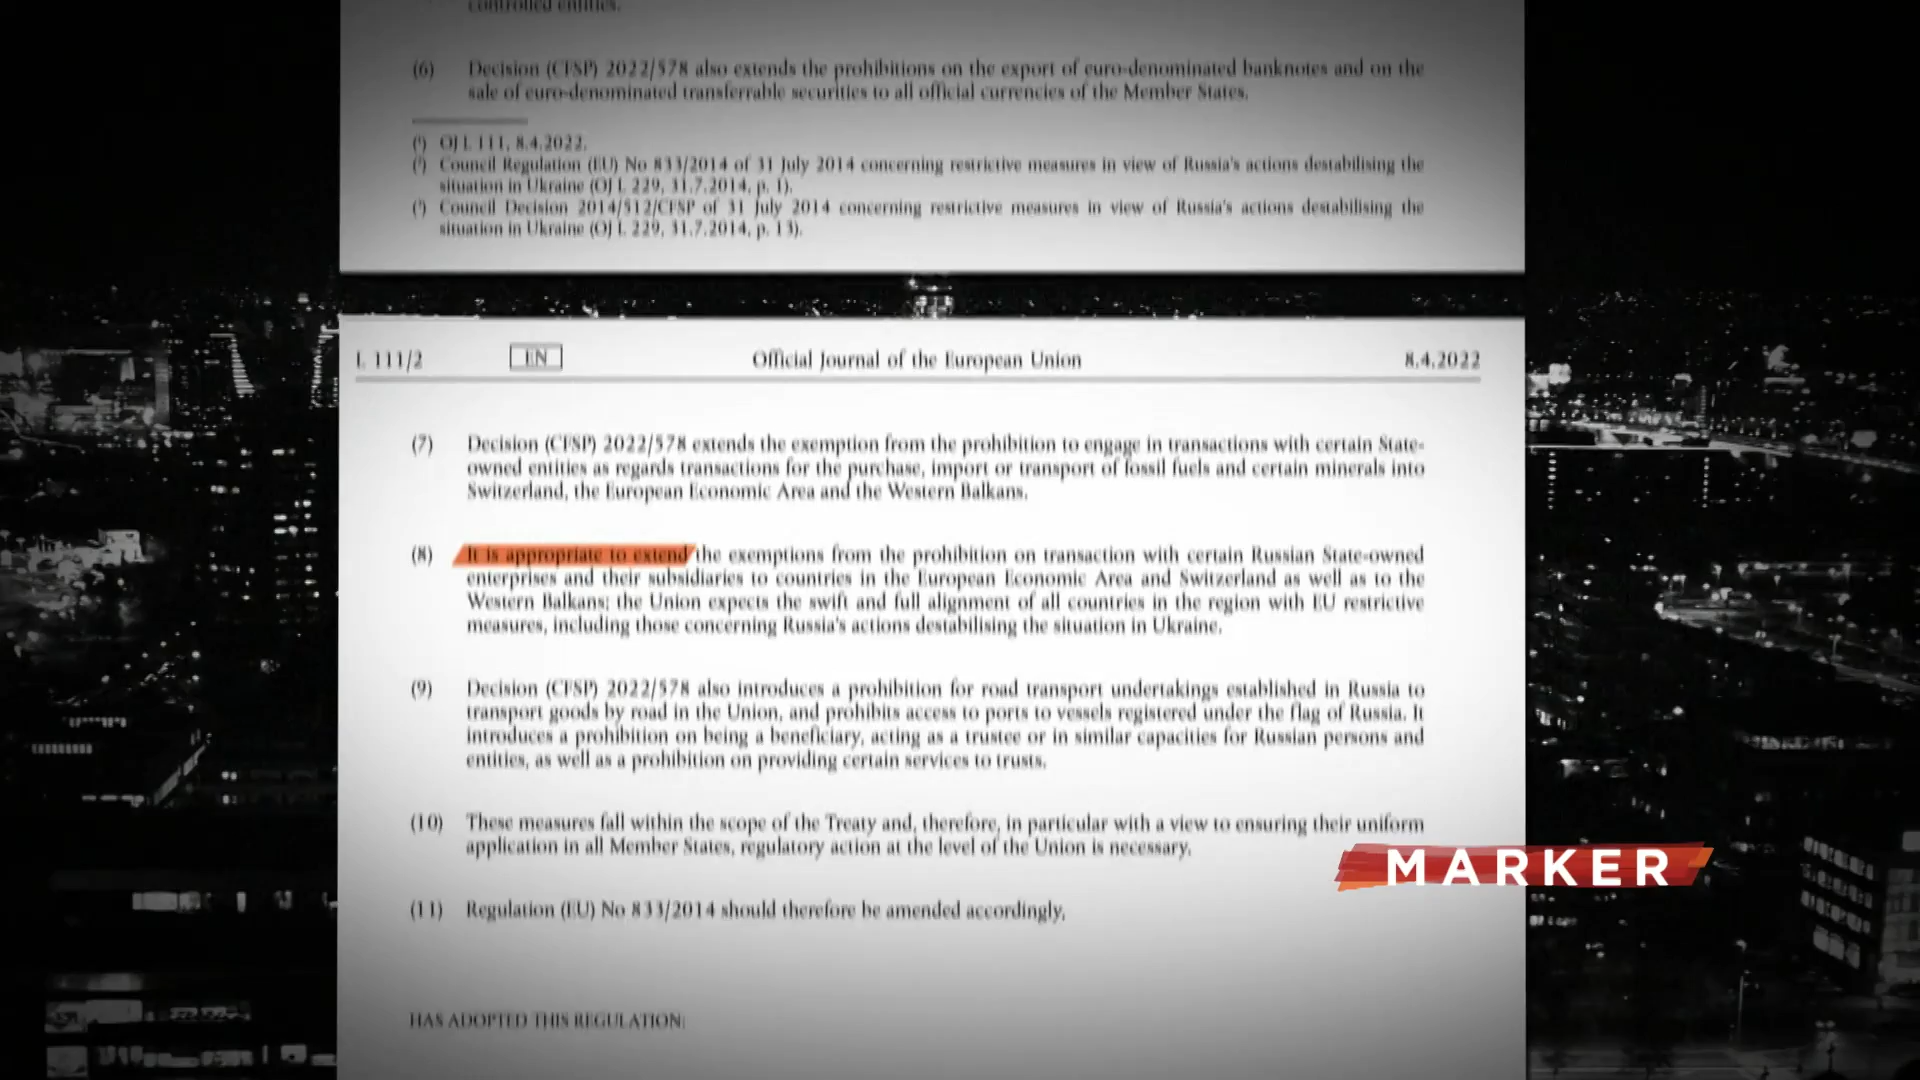 controlled entities.
(6) Decision (CFSP) 2022/578 also extends the prohibitions on the export of euro-denominated banknotes and on the
sale of euro-denominated transferrable securities to all official currencies of the Member States.
(¹) OJ L 111, 8.4.2022.
(²) Council Regulation (EU) No 833/2014 of 31 July 2014 concerning restrictive measures in view of Russia's actions destabilising the
situation in Ukraine (OJ L 229, 31.7.2014, p. 1).
(³) Council Decision 2014/512/CFSP of 31 July 2014 concerning restrictive measures in view of Russia's actions destabilising the
situation in Ukraine (OJ L 229, 31.7.2014, p. 13).
L 111/2 EN Official Journal of the European Union 8.4.2022
(7) Decision (CFSP) 2022/578 extends the exemption from the prohibition to engage in transactions with certain State-
owned entities as regards transactions for the purchase, import or transport of fossil fuels and certain minerals into
Switzerland, the European Economic Area and the Western Balkans.
(8) It is appropriate to extend the exemptions from the prohibition on transaction with certain Russian State-owned
enterprises and their subsidiaries to countries in the European Economic Area and Switzerland as well as to the
Western Balkans; the Union expects the swift and full alignment of all countries in the region with EU restrictive
measures, including those concerning Russia's actions destabilising the situation in Ukraine.
(9) Decision (CFSP) 2022/578 also introduces a prohibition for road transport undertakings established in Russia to
transport goods by road in the Union, and prohibits access to ports to vessels registered under the flag of Russia. It
introduces a prohibition on being a beneficiary, acting as a trustee or in similar capacities for Russian persons and
entities, as well as a prohibition on providing certain services to trusts.
(10) These measures fall within the scope of the Treaty and, therefore, in particular with a view to ensuring their uniform
application in all Member States, regulatory action at the level of the Union is necessary.
MARKER
(11) Regulation (EU) No 833/2014 should therefore be amended accordingly,
HAS ADOPTED THIS REGULATION: